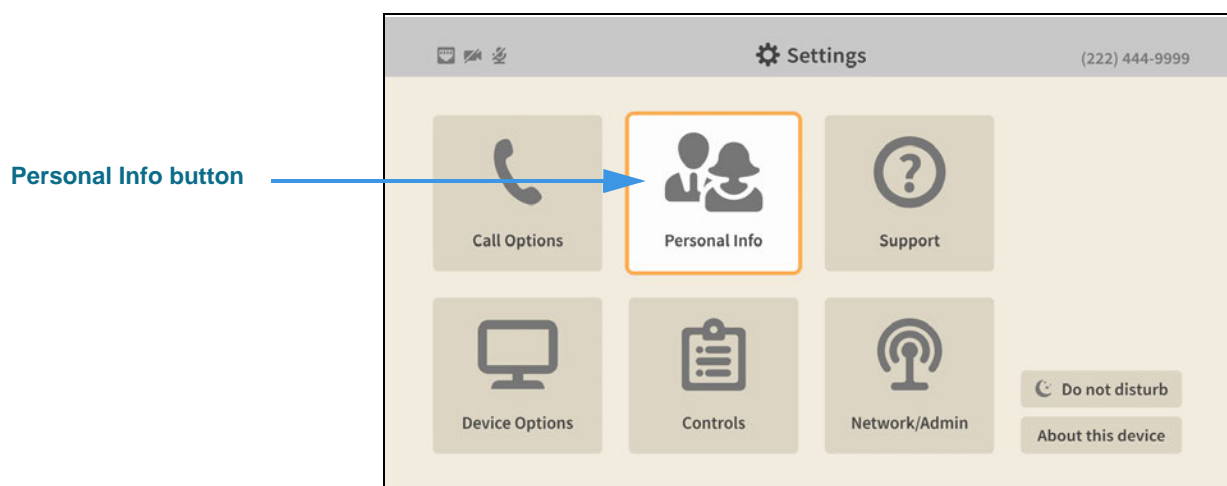 Settings
(222) 444-9999
Personal Info button
Call Options
Personal Info
Support
Device Options
Controls
Network/Admin
Do not disturb
About this device